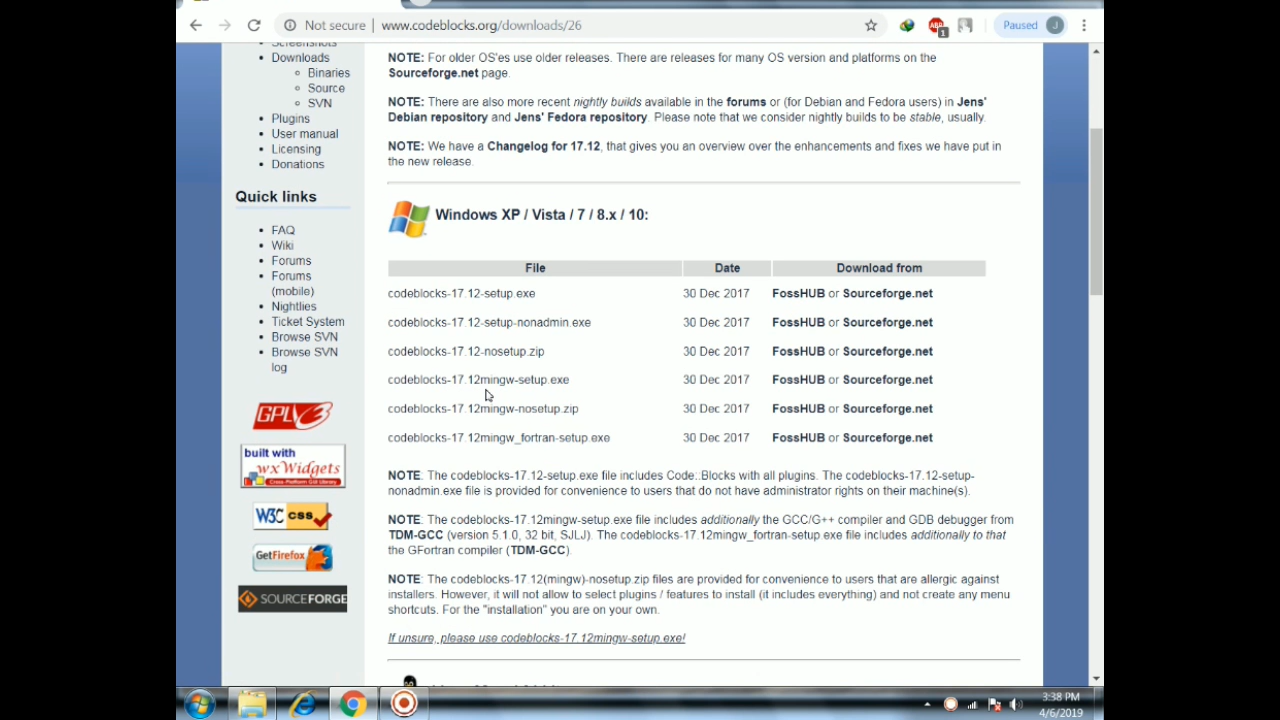 Not secure | www.codeblocks.org/downloads/26
ABP
1
Paused J
Screenshots
Downloads
Binaries
Source
SVN
Plugins
User manual
Licensing
Donations
Quick links
FAQ
Wiki
Forums
Forums
(mobile)
Nightlies
Ticket System
Browse SVN
Browse SVN
log
GPLv3
built with
wxWidgets
Cross-Platform GUI Library
W3C css
GetFirefox
SOURCEFORGE
NOTE: For older OS'es use older releases. There are releases for many OS version and platforms on the
Sourceforge.net page.
NOTE: There are also more recent nightly builds available in the forums or (for Debian and Fedora users) in Jens'
Debian repository and Jens' Fedora repository. Please note that we consider nightly builds to be stable, usually.
NOTE: We have a Changelog for 17.12, that gives you an overview over the enhancements and fixes we have put in
the new release.
Windows XP / Vista / 7 / 8.x / 10:
File Date Download from
codeblocks-17.12-setup.exe 30 Dec 2017 FossHUB or Sourceforge.net
codeblocks-17.12-setup-nonadmin.exe 30 Dec 2017 FossHUB or Sourceforge.net
codeblocks-17.12-nosetup.zip 30 Dec 2017 FossHUB or Sourceforge.net
codeblocks-17.12mingw-setup.exe 30 Dec 2017 FossHUB or Sourceforge.net
codeblocks-17.12mingw-nosetup.zip 30 Dec 2017 FossHUB or Sourceforge.net
codeblocks-17.12mingw_fortran-setup.exe 30 Dec 2017 FossHUB or Sourceforge.net
NOTE: The codeblocks-17.12-setup.exe file includes Code::Blocks with all plugins. The codeblocks-17.12-setup-
nonadmin.exe file is provided for convenience to users that do not have administrator rights on their machine(s).
NOTE: The codeblocks-17.12mingw-setup.exe file includes additionally the GCC/G++ compiler and GDB debugger from
TDM-GCC (version 5.1.0, 32 bit, SJLJ). The codeblocks-17.12mingw_fortran-setup.exe file includes additionally to that
the GFortran compiler (TDM-GCC).
NOTE: The codeblocks-17.12(mingw)-nosetup.zip files are provided for convenience to users that are allergic against
installers. However, it will not allow to select plugins / features to install (it includes everything) and not create any menu
shortcuts. For the "installation" you are on your own.
If unsure, please use codeblocks-17.12mingw-setup.exe!
3:38 PM
4/6/2019